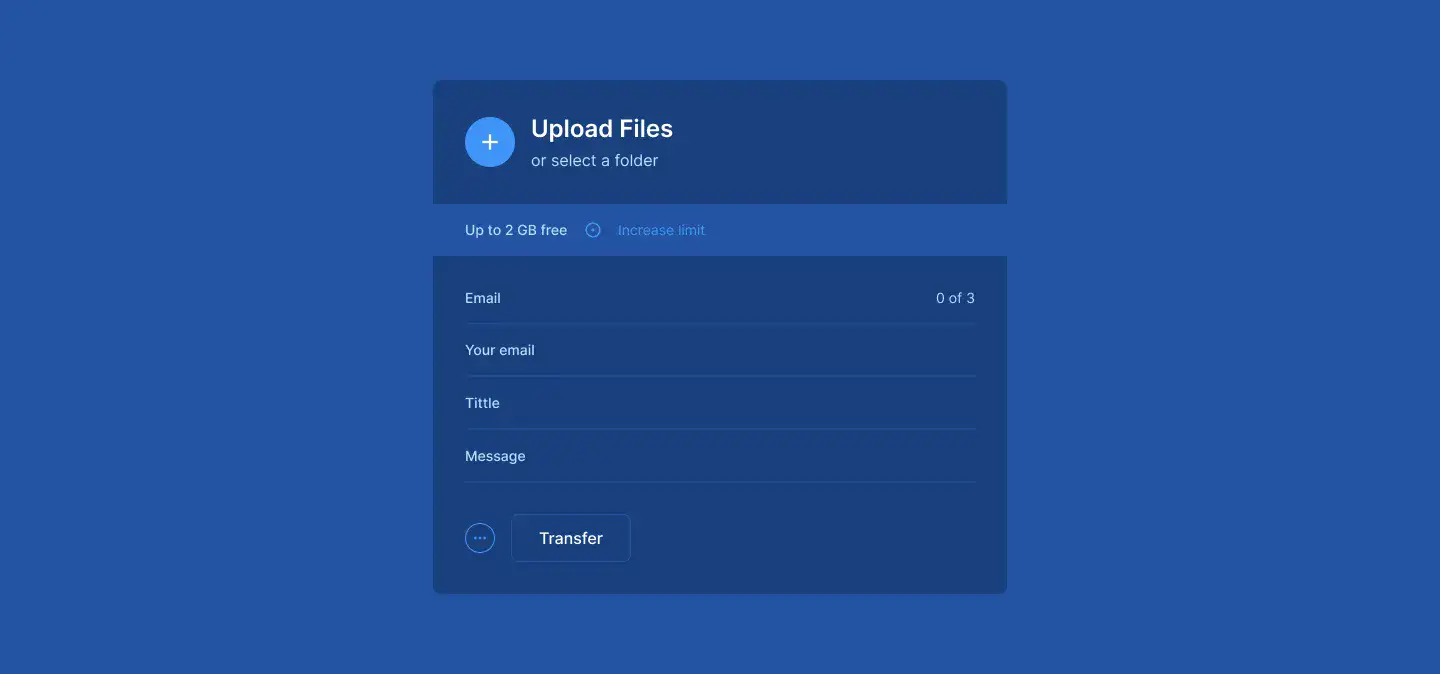 Upload Files
or select a folder
Up to 2 GB free Increase limit
Email 0 of 3
Your email
Tittle
Message
Transfer